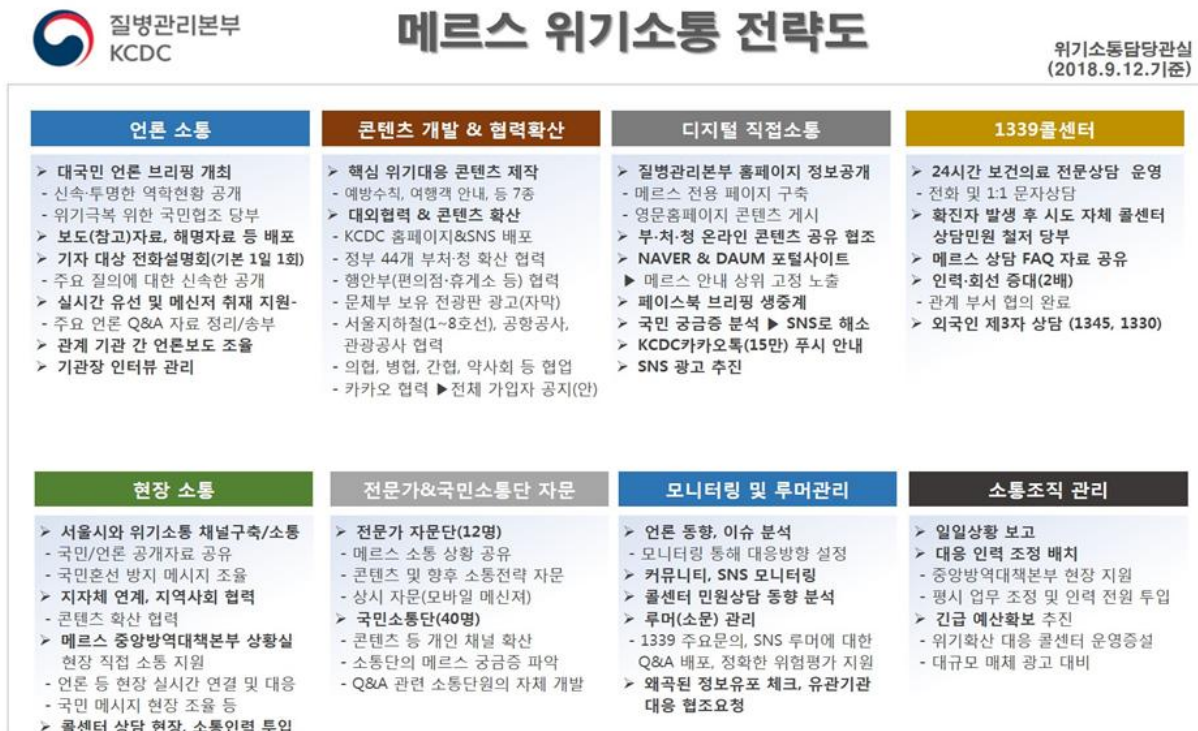 질병관리본부
KCDC
메르스 위기소통 전략도
위기소통담당관실
(2018.9.12.기준)
언론 소통
➢ 대국민 언론 브리핑 개최
- 신속·투명한 역학현황 공개
- 위기극복 위한 국민협조 당부
➢ 보도(참고)자료, 해명자료 등 배포
➢ 기자 대상 전화설명회(기본 1일 1회)
- 주요 질의에 대한 신속한 공개
➢ 실시간 유선 및 메신저 취재 지원-
- 주요 언론 Q&A 자료 정리/송부
➢ 관계 기관 간 언론보도 조율
➢ 기관장 인터뷰 관리
콘텐츠 개발 & 협력확산
➢ 핵심 위기대응 콘텐츠 제작
- 예방수칙, 여행객 안내, 등 7종
➢ 대외협력 & 콘텐츠 확산
- KCDC 홈페이지&SNS 배포
- 정부 44개 부처·청 확산 협력
- 행안부(편의점·휴게소 등) 협력
- 문체부 보유 전광판 광고(자막)
- 서울지하철(1~8호선), 공항공사,
관광공사 협력
- 의협, 병협, 간협, 약사회 등 협업
- 카카오 협력 ▶전체 가입자 공지(안)
디지털 직접소통
➢ 질병관리본부 홈페이지 정보공개
- 메르스 전용 페이지 구축
- 영문홈페이지 콘텐츠 게시
➢ 부·처·청 온라인 콘텐츠 공유 협조
➢ NAVER & DAUM 포털사이트
▶ 메르스 안내 상위 고정 노출
➢ 페이스북 브리핑 생중계
➢ 국민 궁금증 분석 ▶ SNS로 해소
➢ KCDC카카오톡(15만) 푸시 안내
➢ SNS 광고 추진
1339콜센터
➢ 24시간 보건의료 전문상담 운영
- 전화 및 1:1 문자상담
➢ 확진자 발생 후 시도 자체 콜센터
상담민원 철저 당부
➢ 메르스 상담 FAQ 자료 공유
➢ 인력·회선 증대(2배)
- 관계 부서 협의 완료
➢ 외국인 제3자 상담 (1345, 1330)
현장 소통
➢ 서울시와 위기소통 채널구축/소통
- 국민/언론 공개자료 공유
- 국민혼선 방지 메시지 조율
➢ 지자체 연계, 지역사회 협력
- 콘텐츠 확산 협력
➢ 메르스 중앙방역대책본부 상황실
현장 직접 소통 지원
- 언론 등 현장 실시간 연결 및 대응
- 국민 메시지 현장 조율 등
➢ 콜센터 상담 현장, 소통인력 투입
전문가&국민소통단 자문
➢ 전문가 자문단(12명)
- 메르스 소통 상황 공유
- 콘텐츠 및 향후 소통전략 자문
- 상시 자문(모바일 메신져)
➢ 국민소통단(40명)
- 콘텐츠 등 개인 채널 확산
- 소통단의 메르스 궁금증 파악
- Q&A 관련 소통단원의 자체 개발
모니터링 및 루머관리
➢ 언론 동향, 이슈 분석
- 모니터링 통해 대응방향 설정
➢ 커뮤니티, SNS 모니터링
➢ 콜센터 민원상담 동향 분석
➢ 루머(소문) 관리
- 1339 주요문의, SNS 루머에 대한
Q&A 배포, 정확한 위험평가 지원
➢ 왜곡된 정보유포 체크, 유관기관
대응 협조요청
소통조직 관리
➢ 일일상황 보고
➢ 대응 인력 조정 배치
- 중앙방역대책본부 현장 지원
- 평시 업무 조정 및 인력 전원 투입
➢ 긴급 예산확보 추진
- 위기확산 대응 콜센터 운영증설
- 대규모 매체 광고 대비